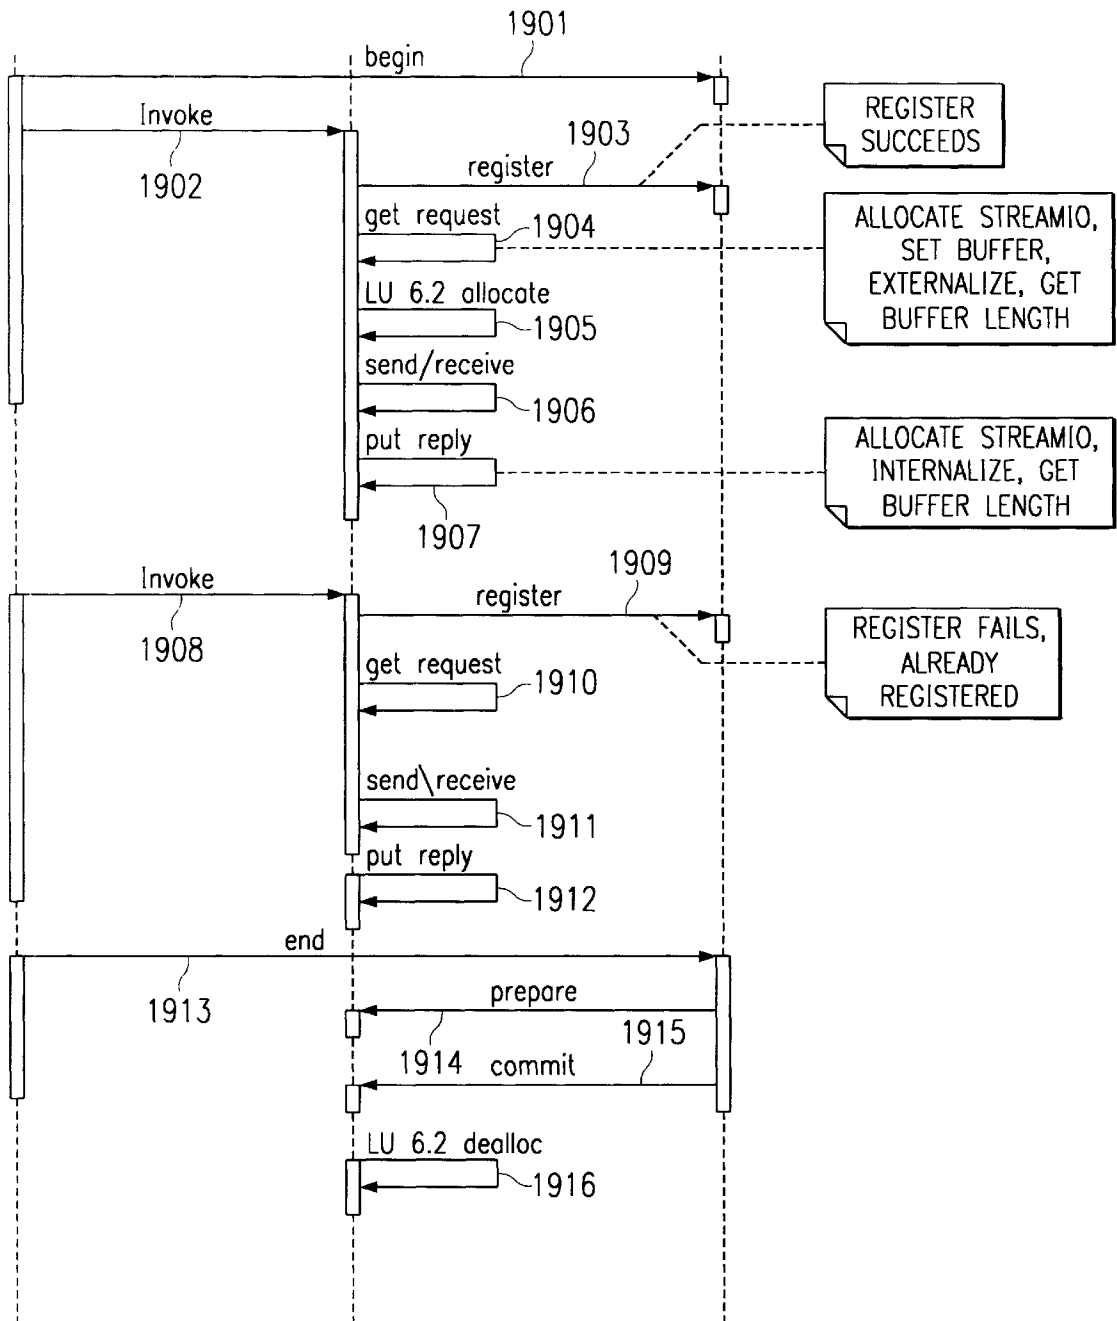 1901
begin
Invoke
1902
1903
register
REGISTER
SUCCEEDS
get request
1904
ALLOCATE STREAMIO,
SET BUFFER,
EXTERNALIZE, GET
BUFFER LENGTH
LU 6.2 allocate
1905
send/receive
1906
put reply
1907
ALLOCATE STREAMIO,
INTERNALIZE, GET
BUFFER LENGTH
Invoke
1908
1909
register
REGISTER FAILS,
ALREADY
REGISTERED
get request
1910
send\receive
1911
put reply
1912
end
1913
prepare
1914
1915
commit
LU 6.2 dealloc
1916